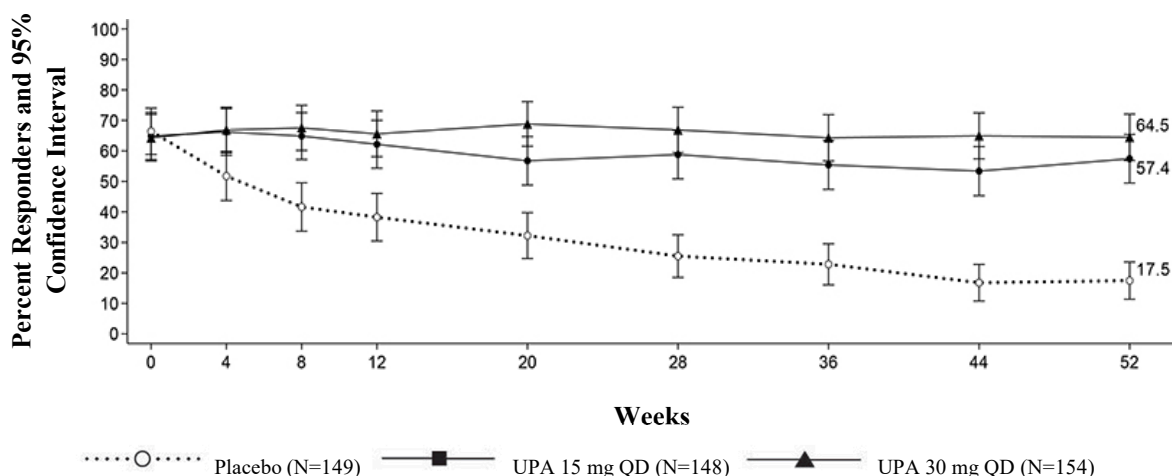 Percent Responders and 95%
Confidence Interval
100
90
80
70
60
50
40
30
20
10
0
64.5
57.4
17.5
0 4 8 12 20 28 36 44 52
Weeks
Placebo (N=149) UPA 15 mg QD (N=148) UPA 30 mg QD (N=154)